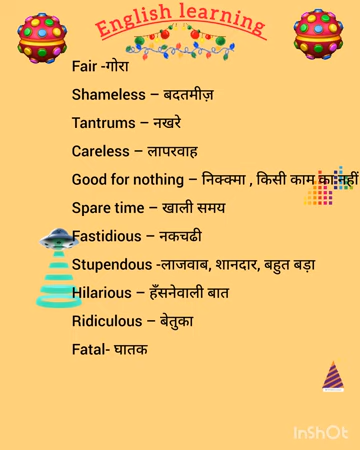 English learning
Fair -गोरा
Shameless – बदतमीज़
Tantrums – नखरे
Careless – लापरवाह
Good for nothing – निक्क्मा , किसी काम का नहीं
Spare time – खाली समय
Fastidious – नकचढी
Stupendous -लाजवाब, शानदार, बहुत बड़ा
Hilarious – हँसनेवाली बात
Ridiculous – बेतुका
Fatal- घातक
InShOt